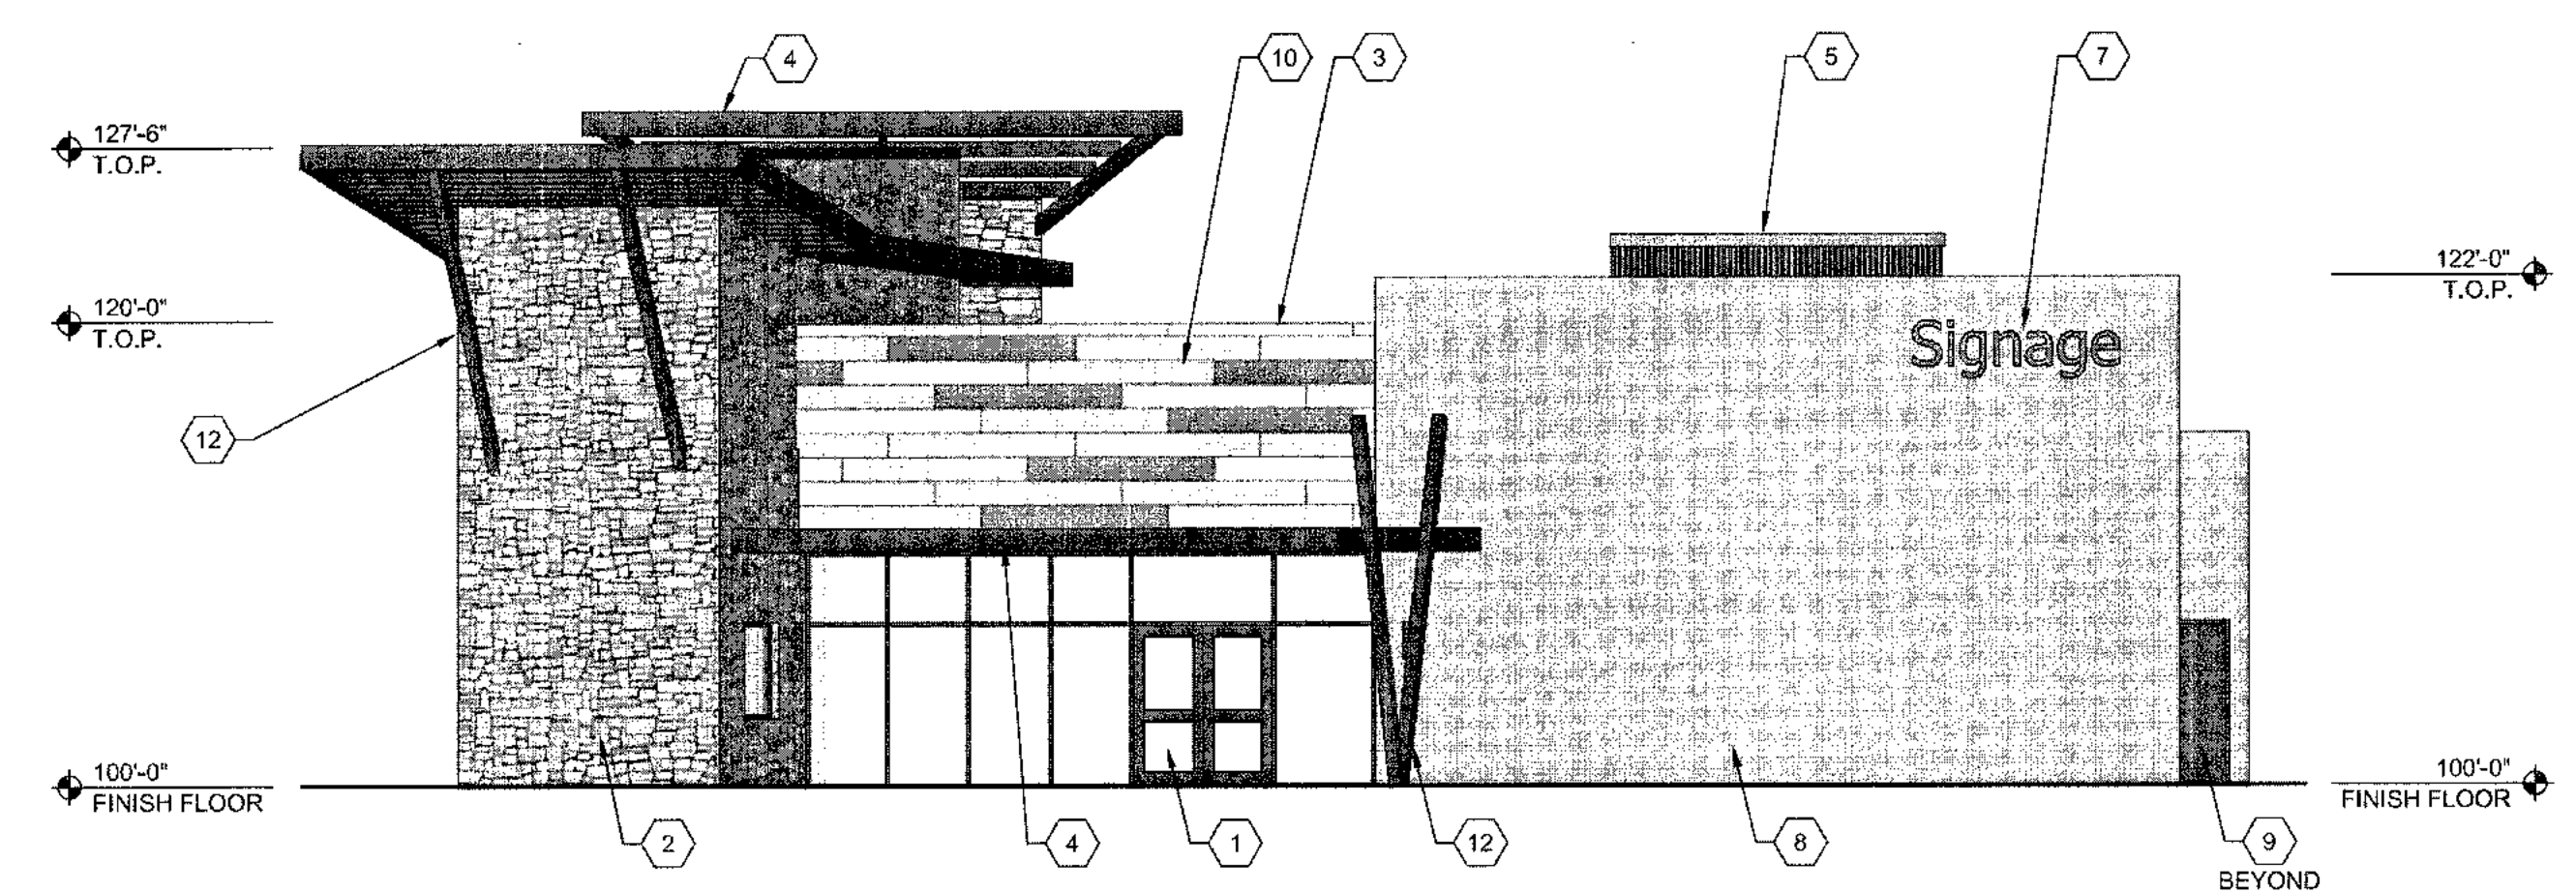 4
10
3
5
7
127'-6"
T.O.P.
122'-0"
T.O.P.
120'-0"
T.O.P.
Signage
12
100'-0"
FINISH FLOOR
100'-0"
FINISH FLOOR
2
4
1
12
8
9
BEYOND